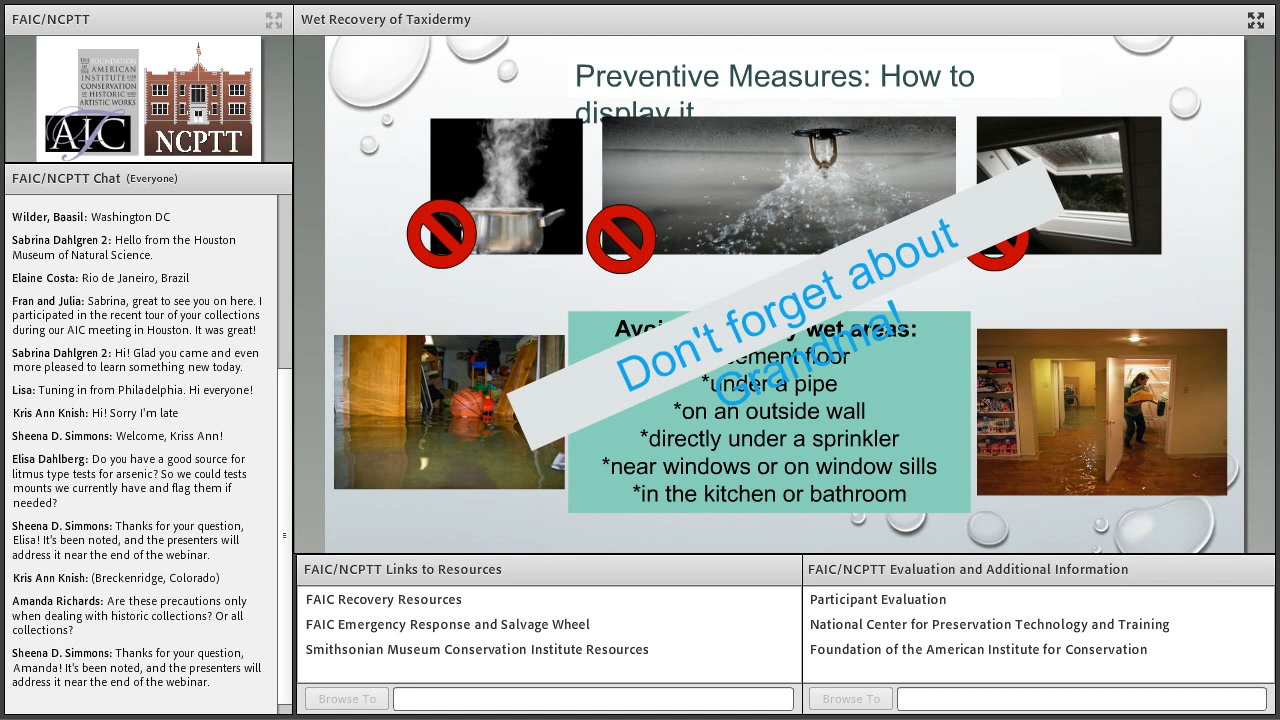 FAIC/NCPTT
THE FOUNDATION
OF THE AMERICAN
INSTITUTE FOR
CONSERVATION
OF HISTORIC AND
ARTISTIC WORKS
AIC
NCPTT
FAIC/NCPTT Chat (Everyone)
Wilder, Baasil: Washington DC
Sabrina Dahlgren 2: Hello from the Houston
Museum of Natural Science.
Elaine Costa: Rio de Janeiro, Brazil
Fran and Julia: Sabrina, great to see you on here. I
participated in the recent tour of your collections
during our AIC meeting in Houston. It was great!
Sabrina Dahlgren 2: Hi! Glad you came and even
more pleased to learn something new today.
Lisa: Tuning in from Philadelphia. Hi everyone!
Kris Ann Knish: Hi! Sorry I'm late
Sheena D. Simmons: Welcome, Kriss Ann!
Elisa Dahlberg: Do you have a good source for
litmus type tests for arsenic? So we could tests
mounts we currently have and flag them if
needed?
Sheena D. Simmons: Thanks for your question,
Elisa! It's been noted, and the presenters will
address it near the end of the webinar.
Kris Ann Knish: (Breckenridge, Colorado)
Amanda Richards: Are these precautions only
when dealing with historic collections? Or all
collections?
Sheena D. Simmons: Thanks for your question,
Amanda! It's been noted, and the presenters will
address it near the end of the webinar.
Wet Recovery of Taxidermy
Preventive Measures: How to
display it
Don't forget about
Grandma!
wet areas:
floor
*under a pipe
*on an outside wall
*directly under a sprinkler
*near windows or on window sills
*in the kitchen or bathroom
FAIC/NCPTT Links to Resources
FAIC Recovery Resources
FAIC Emergency Response and Salvage Wheel
Smithsonian Museum Conservation Institute Resources
Browse To
FAIC/NCPTT Evaluation and Additional Information
Participant Evaluation
National Center for Preservation Technology and Training
Foundation of the American Institute for Conservation
Browse To